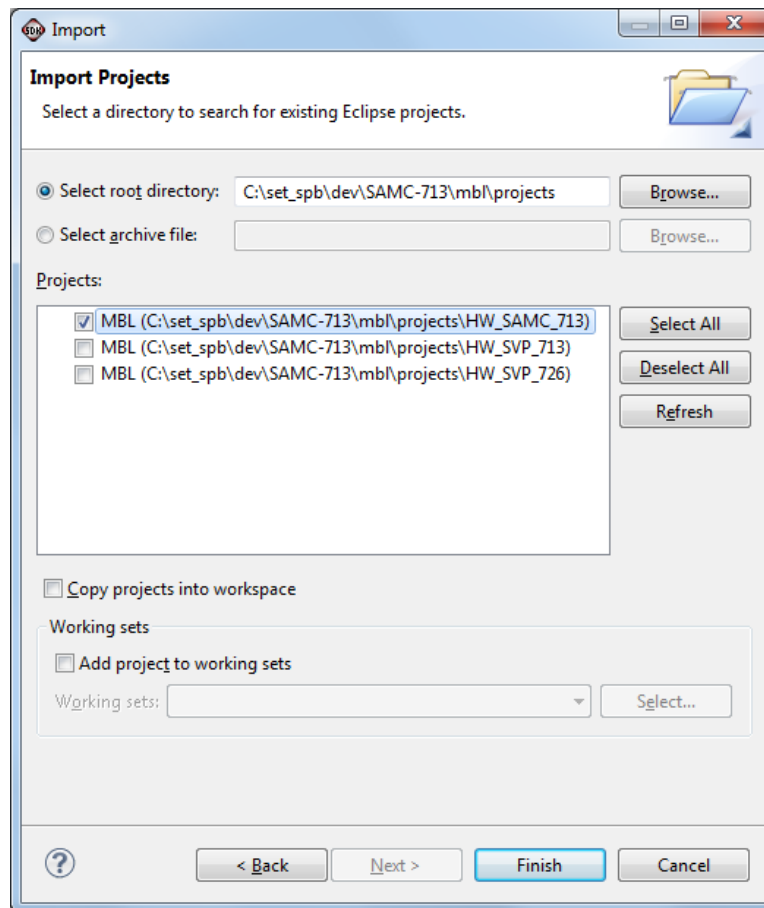 SDK Import
Import Projects
Select a directory to search for existing Eclipse projects.
Select root directory: C:\set_spb\dev\SAMC-713\mbl\projects Browse...
Select archive file: Browse...
Projects:
MBL (C:\set_spb\dev\SAMC-713\mbl\projects\HW_SAMC_713) Select All
MBL (C:\set_spb\dev\SAMC-713\mbl\projects\HW_SVP_713)
MBL (C:\set_spb\dev\SAMC-713\mbl\projects\HW_SVP_726) Deselect All
Refresh
Copy projects into workspace
Working sets
Add project to working sets
Working sets: Select...
? < Back Next > Finish Cancel